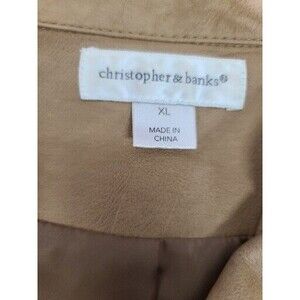 christopher & banks®
XL
MADE IN
CHINA